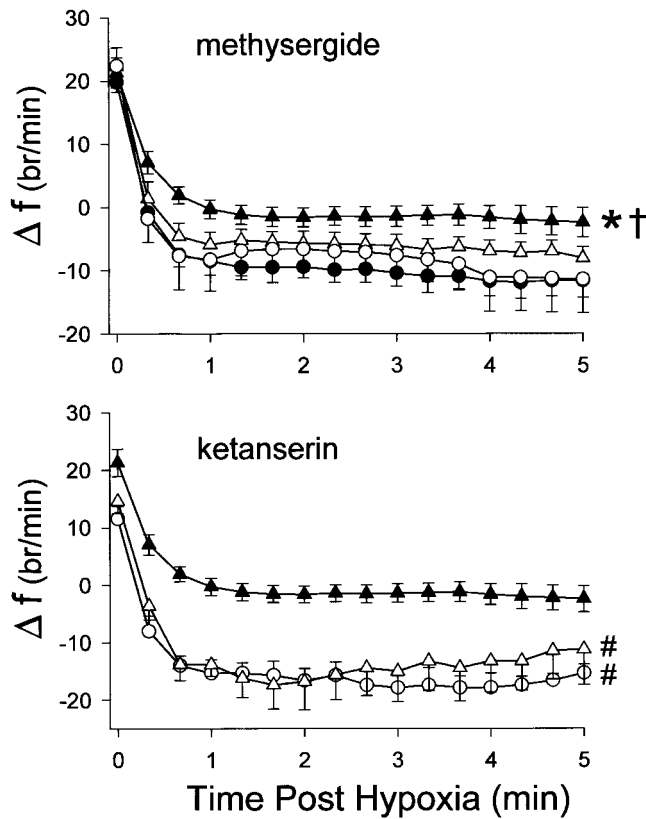 methysergide
30
20
10
0
-10
-20
Δ f (br/min)
* †
0 1 2 3 4 5
ketanserin
30
20
10
0
-10
-20
Δ f (br/min)
#
#
0 1 2 3 4 5
Time Post Hypoxia (min)